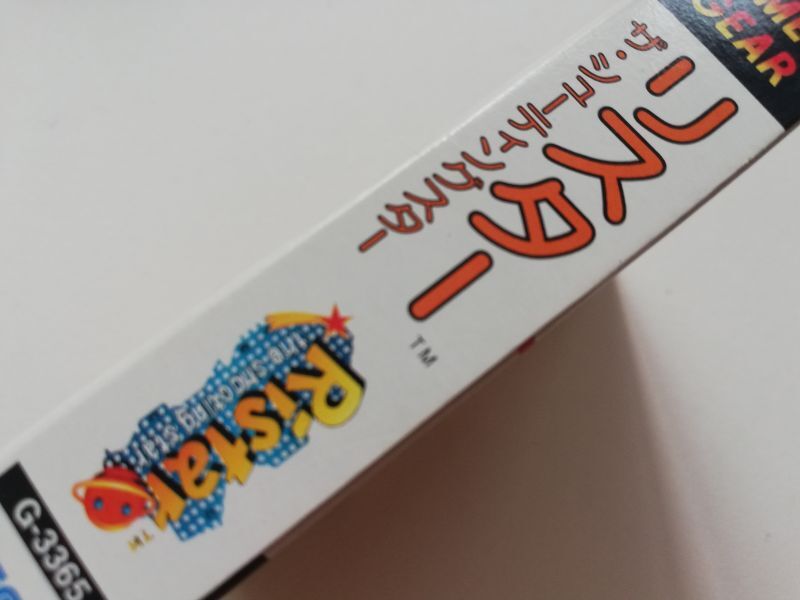 GAME GEAR
リスター
ザ・シューティングスター
TM
Ristar
the shooting star
TM
G-3365